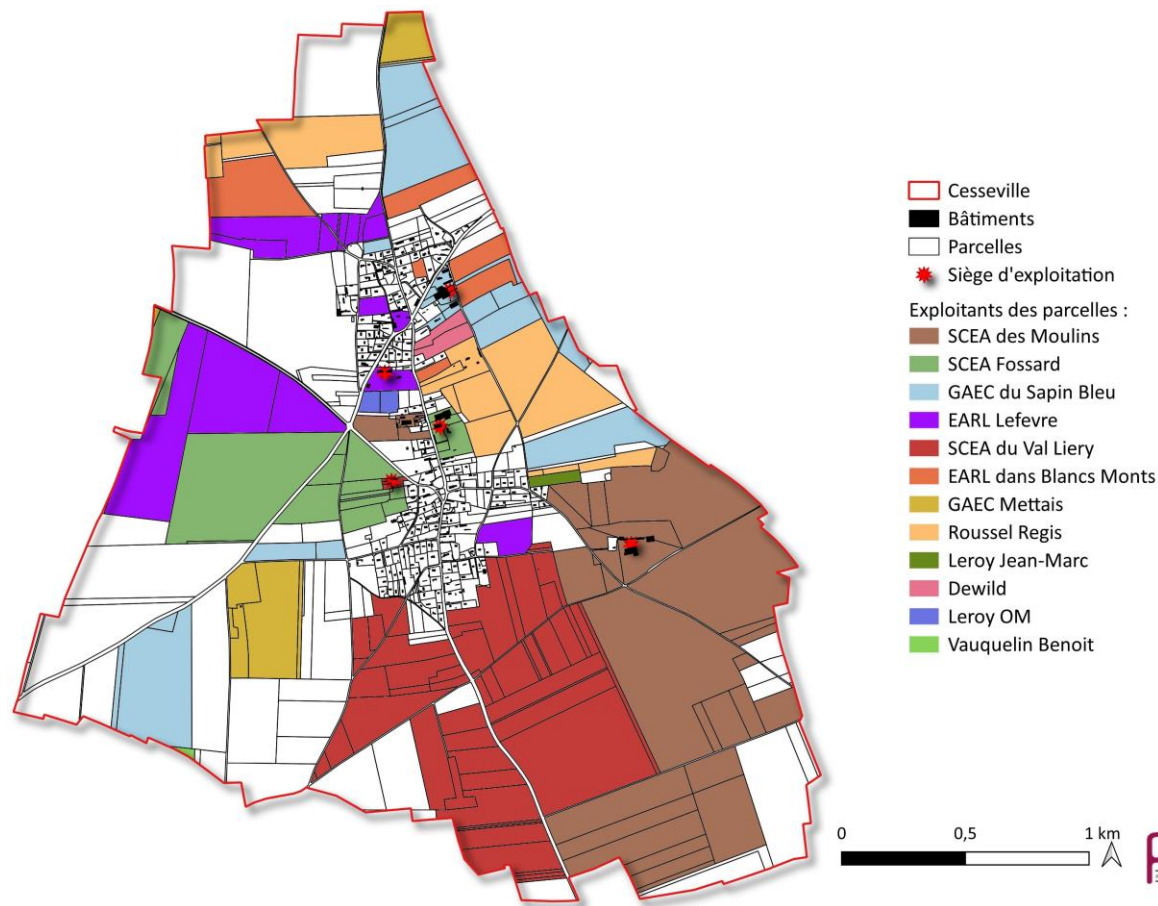 Cesseville
Bâtiments
Parcelles
Siège d'exploitation
Exploitants des parcelles :
SCEA des Moulins
SCEA Fossard
GAEC du Sapin Bleu
EARL Lefevre
SCEA du Val Liery
EARL dans Blancs Monts
GAEC Mettais
Roussel Regis
Leroy Jean-Marc
Dewild
Leroy OM
Vauquelin Benoit
0 0,5 1 km